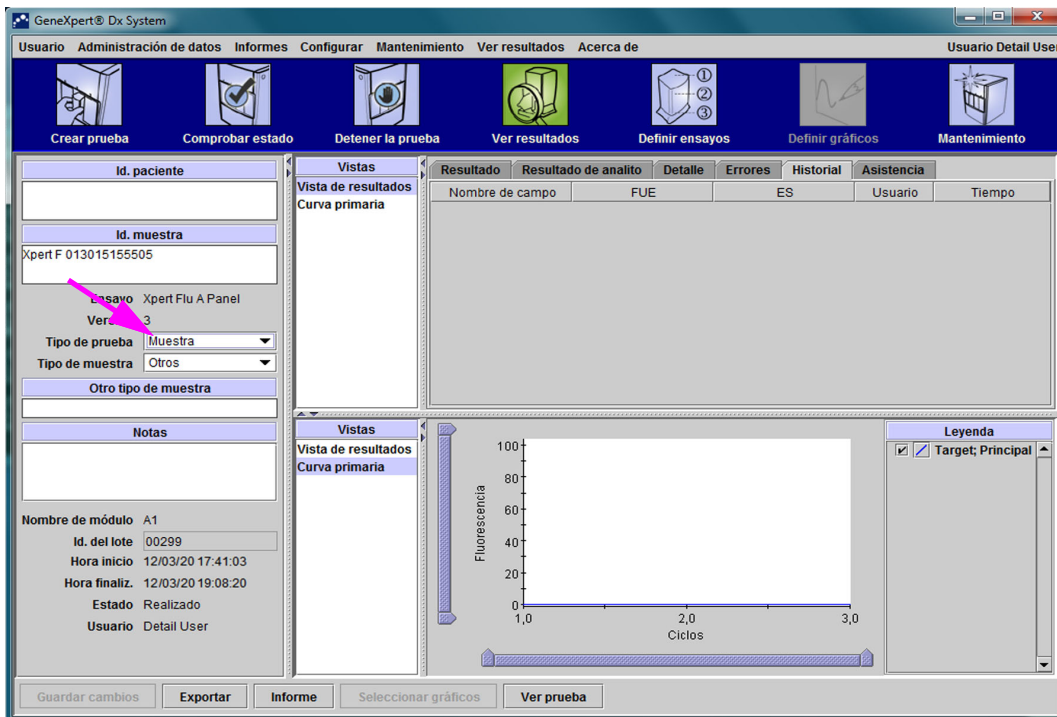 GeneXpert® Dx System
Usuario Administración de datos Informes Configurar Mantenimiento Ver resultados Acerca de Usuario Detail User
Crear prueba Comprobar estado Detener la prueba Ver resultados ① ② ③ Definir ensayos Definir gráficos Mantenimiento
Id. paciente
Id. muestra
Xpert F 013015155505
Ensayo Xpert Flu A Panel
3
Tipo de prueba Muestra
Tipo de muestra Otros
Otro tipo de muestra
Notas
Nombre de módulo A1
Id. del lote 00299
Hora inicio 12/03/20 17:41:03
Hora finaliz. 12/03/20 19:08:20
Estado Realizado
Usuario Detail User
Vistas
Vista de resultados
Curva primaria
Resultado Resultado de analito Detalle Errores Historial Asistencia
Nombre de campo FUE ES Usuario Tiempo
Vistas
Vista de resultados
Curva primaria
Fluorescencia
100
80
60
40
20
0
1,0 2,0 3,0
Ciclos
Leyenda
Target; Principal
Guardar cambios Exportar Informe Seleccionar gráficos Ver prueba